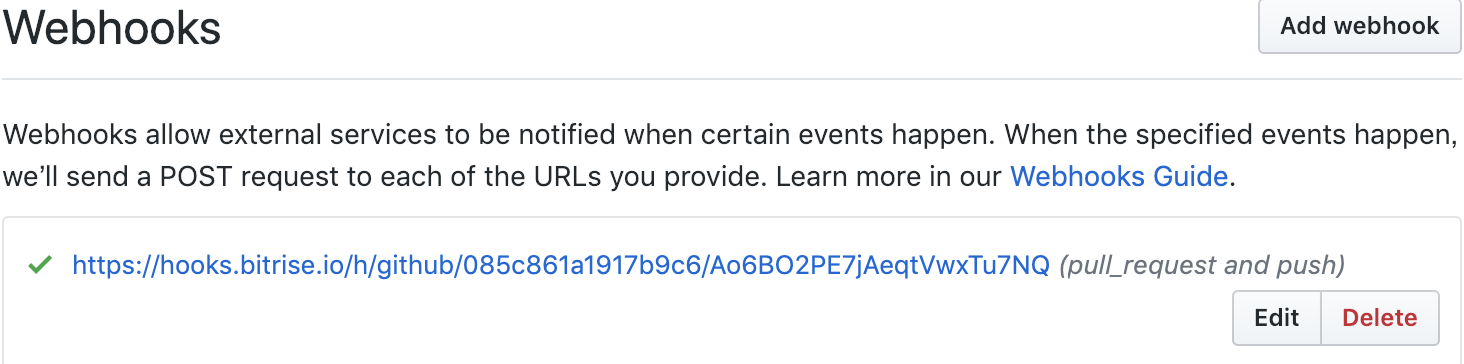 Webhooks
Add webhook
Webhooks allow external services to be notified when certain events happen. When the specified events happen,
we’ll send a POST request to each of the URLs you provide. Learn more in our Webhooks Guide.
https://hooks.bitrise.io/h/github/085c861a1917b9c6/Ao6BO2PE7jAeqtVwxTu7NQ (pull_request and push)
Edit
Delete